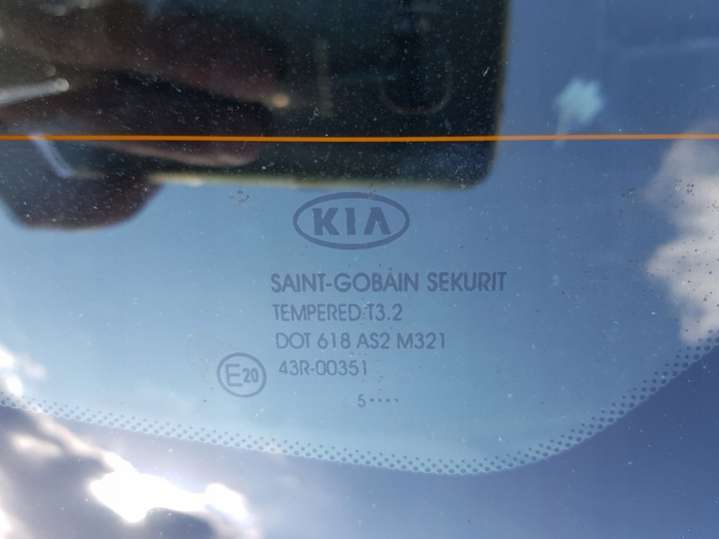 KIA
SAINT-GOBAIN SEKURIT
TEMPERED T3.2
DOT 618 AS2 M321
E20 43R-00351
5 ••••